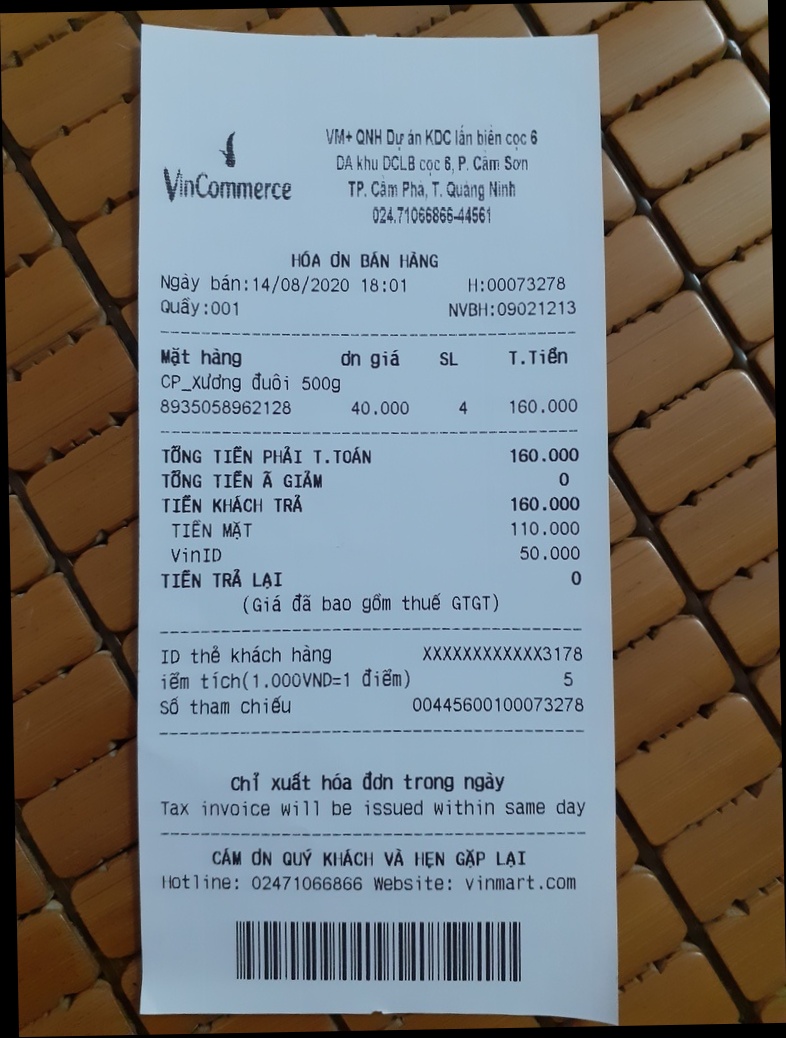 VinCommerce
VM+ QNH Dự án KDC lấn biển cọc 6
DA khu DCLB cọc 6, P. Cẩm Sơn
TP. Cẩm Phả, T. Quảng Ninh
024.71066866-44561
HÓA ƠN BÁN HÀNG
Ngày bán:14/08/2020 18:01 H:00073278
Quầy:001 NVBH:09021213
Mặt hàng ơn giá SL T.Tiền
CP_Xương đuôi 500g
8935058962128 40.000 4 160.000
TỔNG TIỀN PHẢI T.TOÁN 160.000
TỔNG TIỀN Ã GIẢM 0
TIỀN KHÁCH TRẢ 160.000
TIỀN MẶT 110.000
VinID 50.000
TIỀN TRẢ LẠI 0
(Giá đã bao gồm thuế GTGT)
ID thẻ khách hàng XXXXXXXXXXXX3178
iểm tích(1.000VND=1 điểm) 5
Số tham chiếu 00445600100073278
Chỉ xuất hóa đơn trong ngày
Tax invoice will be issued within same day
CẢM ƠN QUÝ KHÁCH VÀ HẸN GẶP LẠI
Hotline: 02471066866 Website: vinmart.com